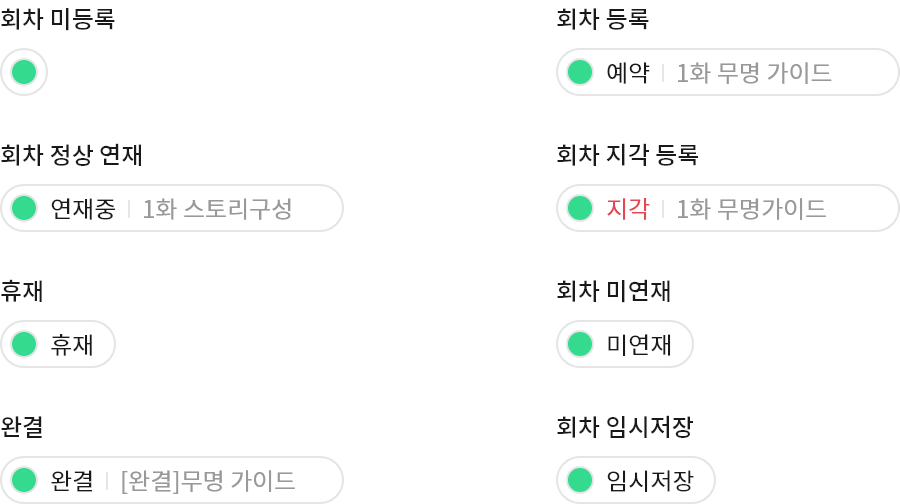 회차 미등록
회차 등록
예약 1화 무명 가이드
회차 정상 연재
회차 지각 등록
연재중 1화 스토리구성
지각 1화 무명가이드
휴재
회차 미연재
휴재
미연재
완결
회차 임시저장
완결 [완결]무명 가이드
임시저장